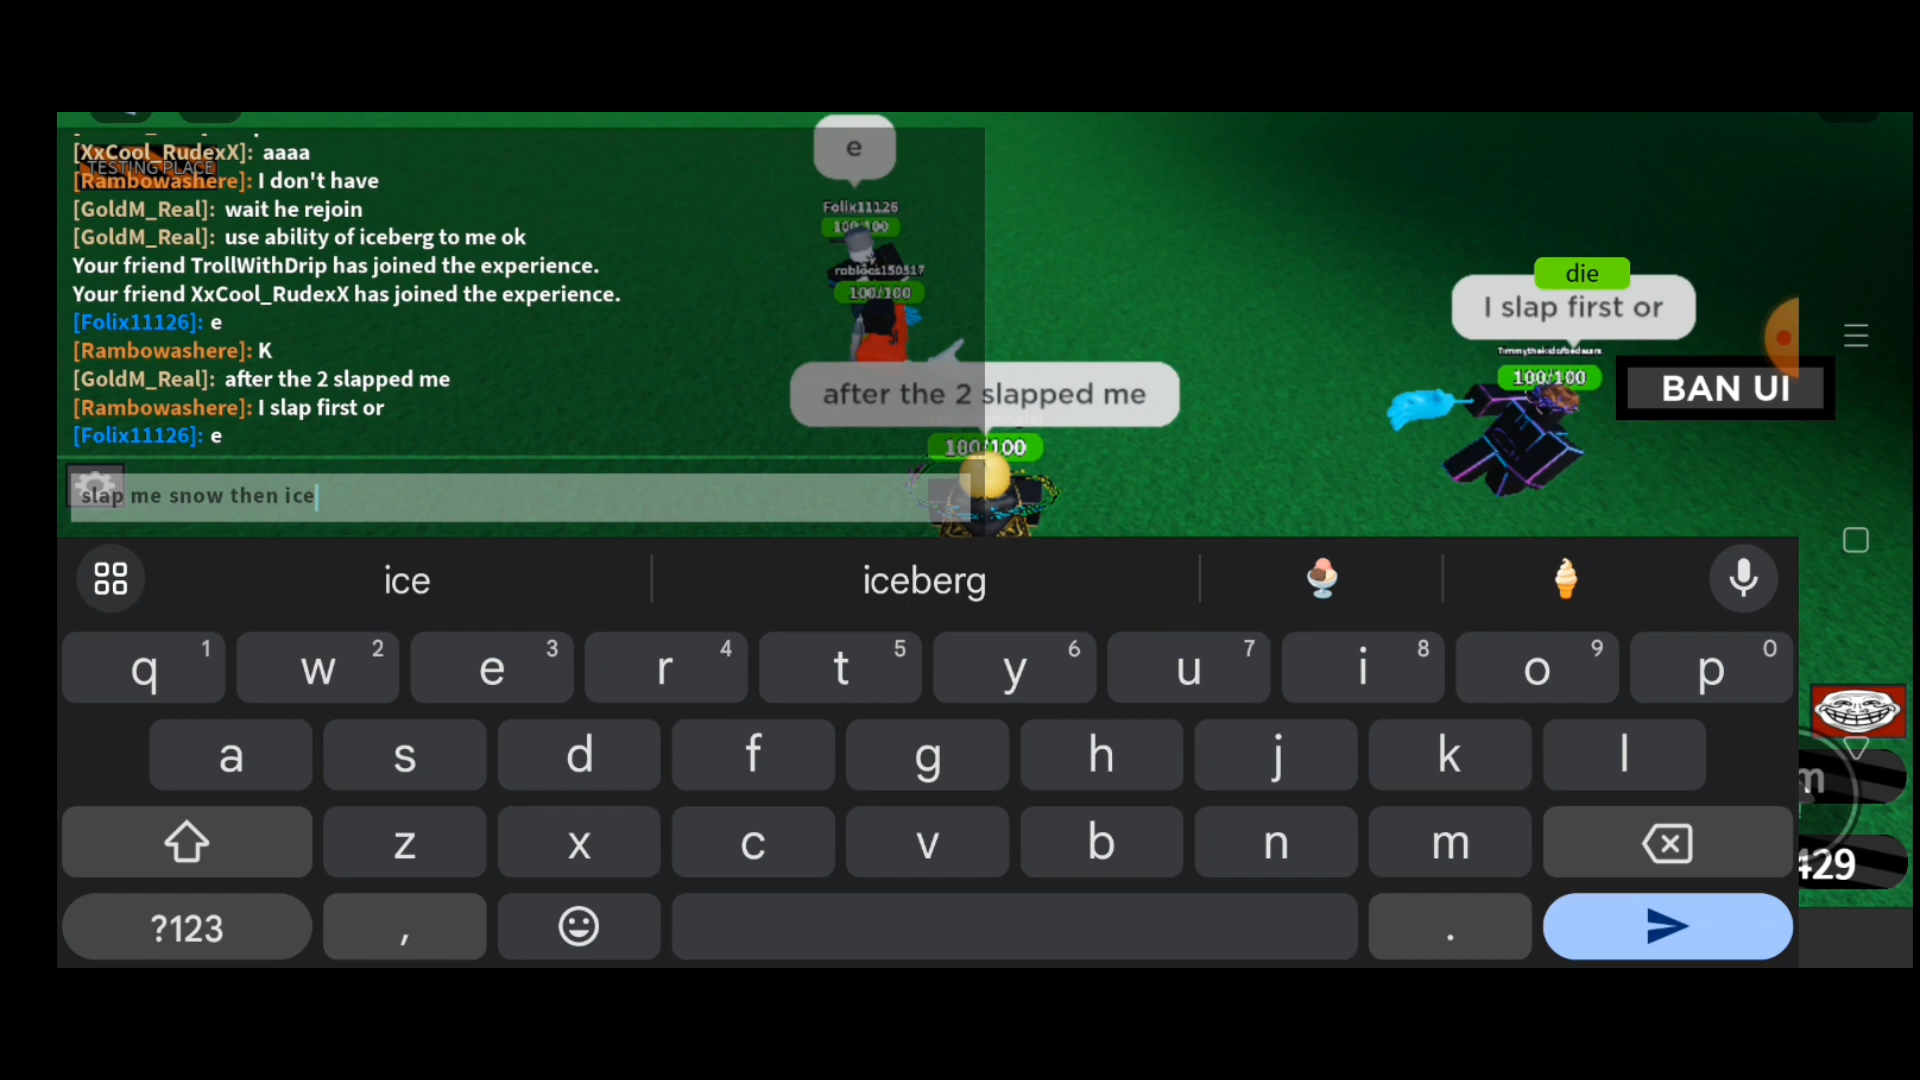 [XxCool_RudexX]: aaaa
TESTING PLACE
[Rambowashere]: I don't have
[GoldM_Real]: wait he rejoin
[GoldM_Real]: use ability of iceberg to me ok
Your friend TrollWithDrip has joined the experience.
Your friend XxCool_RudexX has joined the experience.
[Folix11126]: e
[Rambowashere]: K
[GoldM_Real]: after the 2 slapped me
[Rambowashere]: I slap first or
[Folix11126]: e
slap me snow then ice
e
Folix11126
100/100
roblocs150517
100/100
after the 2 slapped me
100/100
die
I slap first or
100/100
BAN UI
ice
iceberg
q 1 w 2 e 3 r 4 t 5 y 6 u 7 i 8 o 9 p 0
a s d f g h j k l
z x c v b n m
?123 , .
m
429